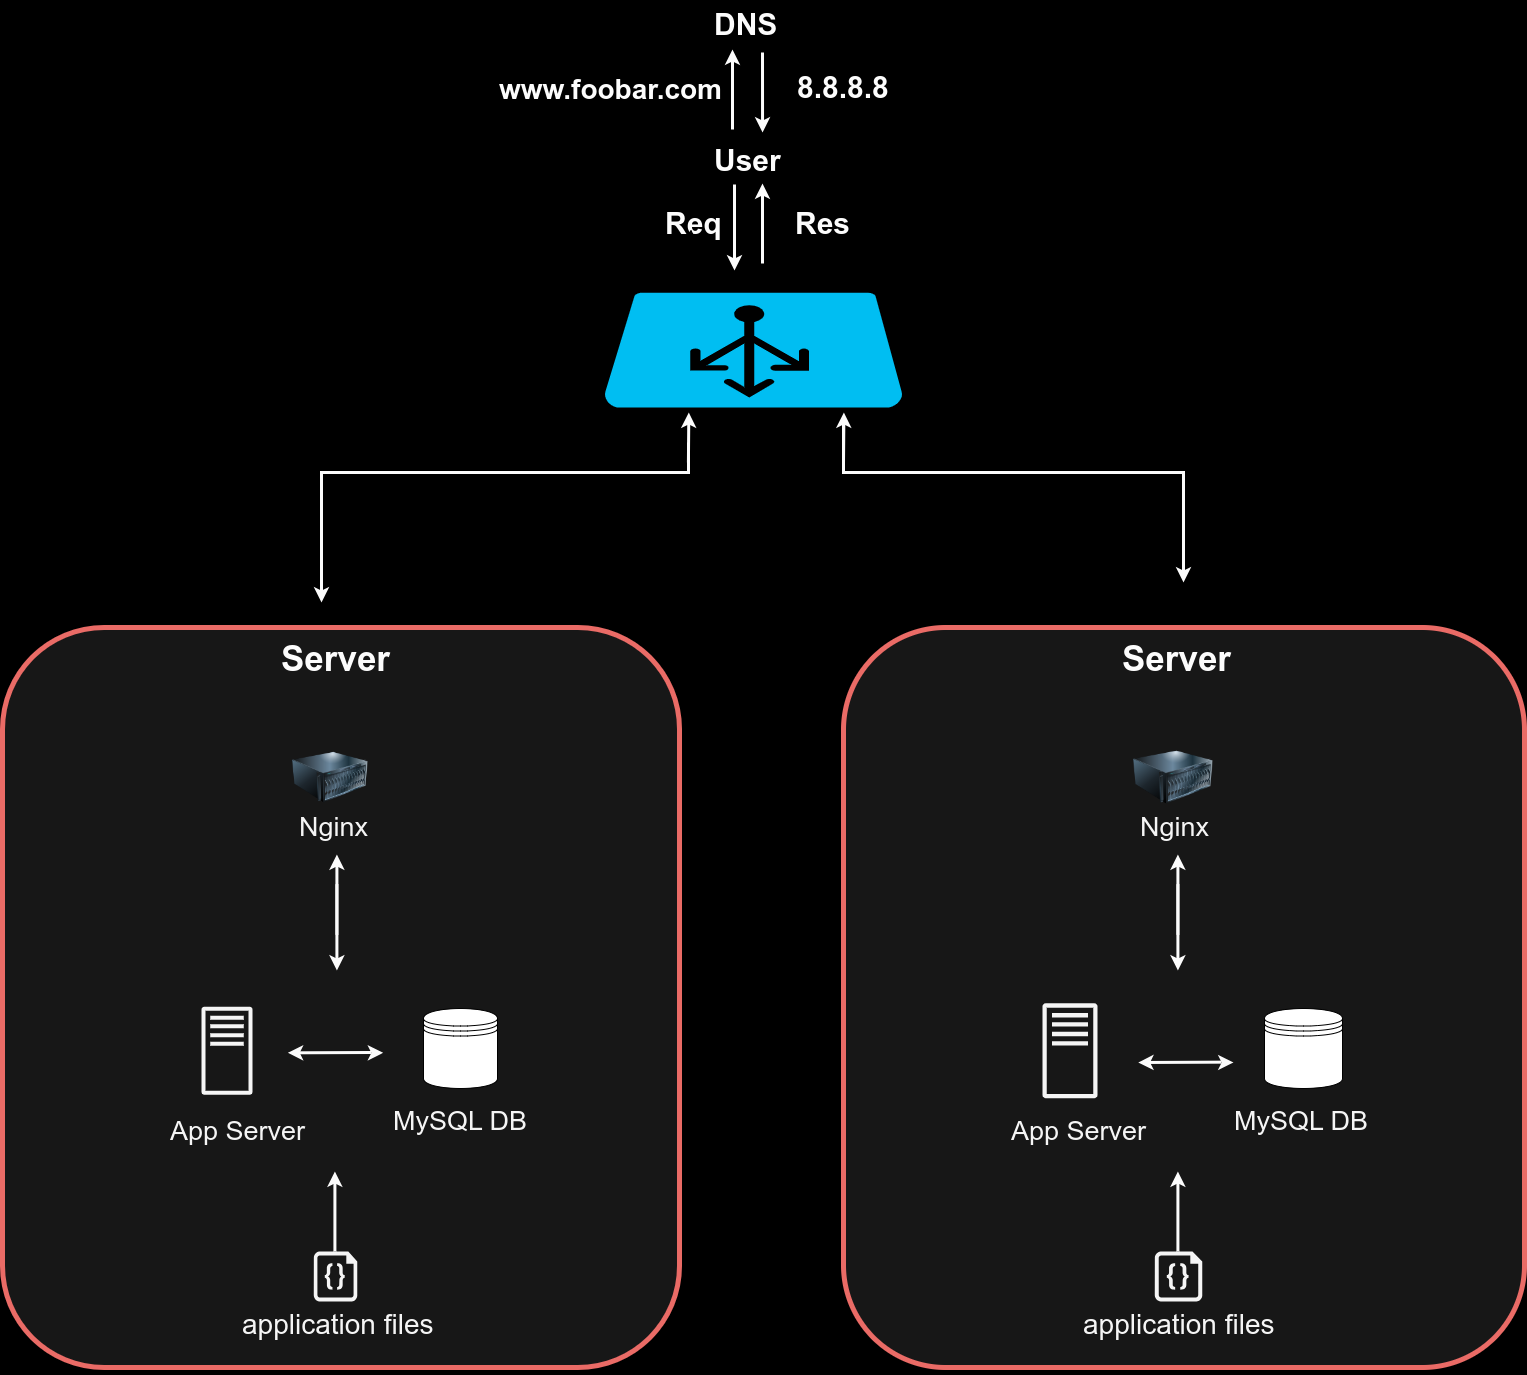 DNS
www.foobar.com
8.8.8.8
User
Req
Res
Server
Server
Nginx
Nginx
App Server
MySQL DB
App Server
MySQL DB
{}
{}
application files
application files